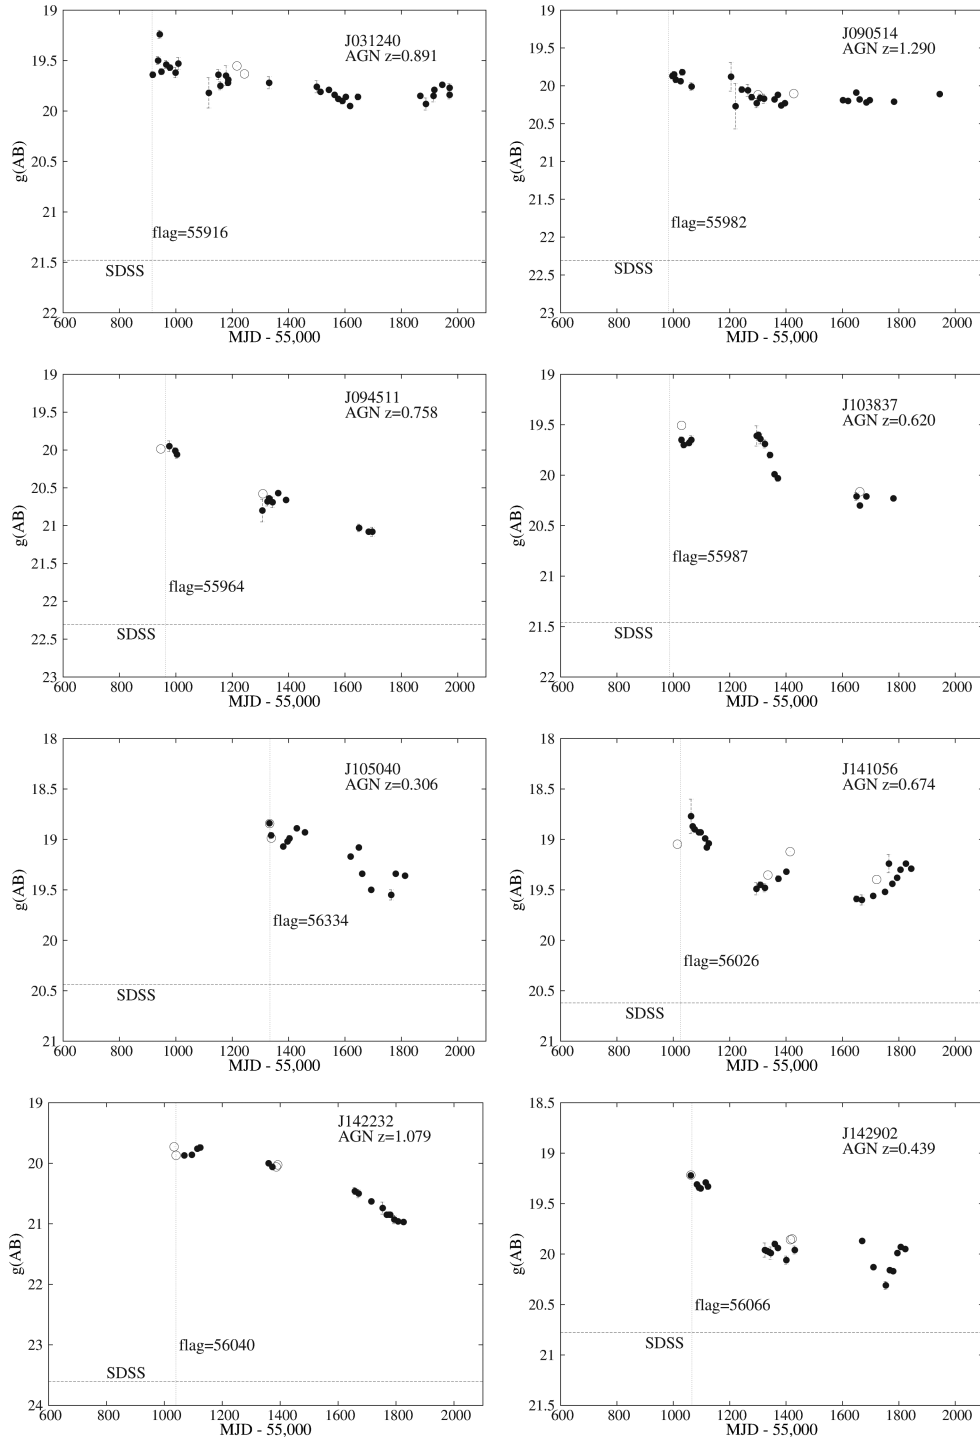 J031240
AGN z=0.891
g(AB)
19
19.5
20
20.5
21
21.5
22
flag=55916
SDSS
600 800 1000 1200 1400 1600 1800 2000
MJD - 55,000
J090514
AGN z=1.290
g(AB)
19
19.5
20
20.5
21
21.5
22
22.5
23
flag=55982
SDSS
600 800 1000 1200 1400 1600 1800 2000
MJD - 55,000
J094511
AGN z=0.758
g(AB)
19
19.5
20
20.5
21
21.5
22
22.5
23
flag=55964
SDSS
600 800 1000 1200 1400 1600 1800 2000
MJD - 55,000
J103837
AGN z=0.620
g(AB)
19
19.5
20
20.5
21
21.5
22
flag=55987
SDSS
600 800 1000 1200 1400 1600 1800 2000
MJD - 55,000
J105040
AGN z=0.306
g(AB)
18
18.5
19
19.5
20
20.5
21
flag=56334
SDSS
600 800 1000 1200 1400 1600 1800 2000
MJD - 55,000
J141056
AGN z=0.674
g(AB)
18
18.5
19
19.5
20
20.5
21
flag=56026
SDSS
600 800 1000 1200 1400 1600 1800 2000
MJD - 55,000
J142232
AGN z=1.079
g(AB)
19
20
21
22
23
24
flag=56040
SDSS
600 800 1000 1200 1400 1600 1800 2000
MJD - 55,000
J142902
AGN z=0.439
g(AB)
18.5
19
19.5
20
20.5
21
21.5
flag=56066
SDSS
600 800 1000 1200 1400 1600 1800 2000
MJD - 55,000